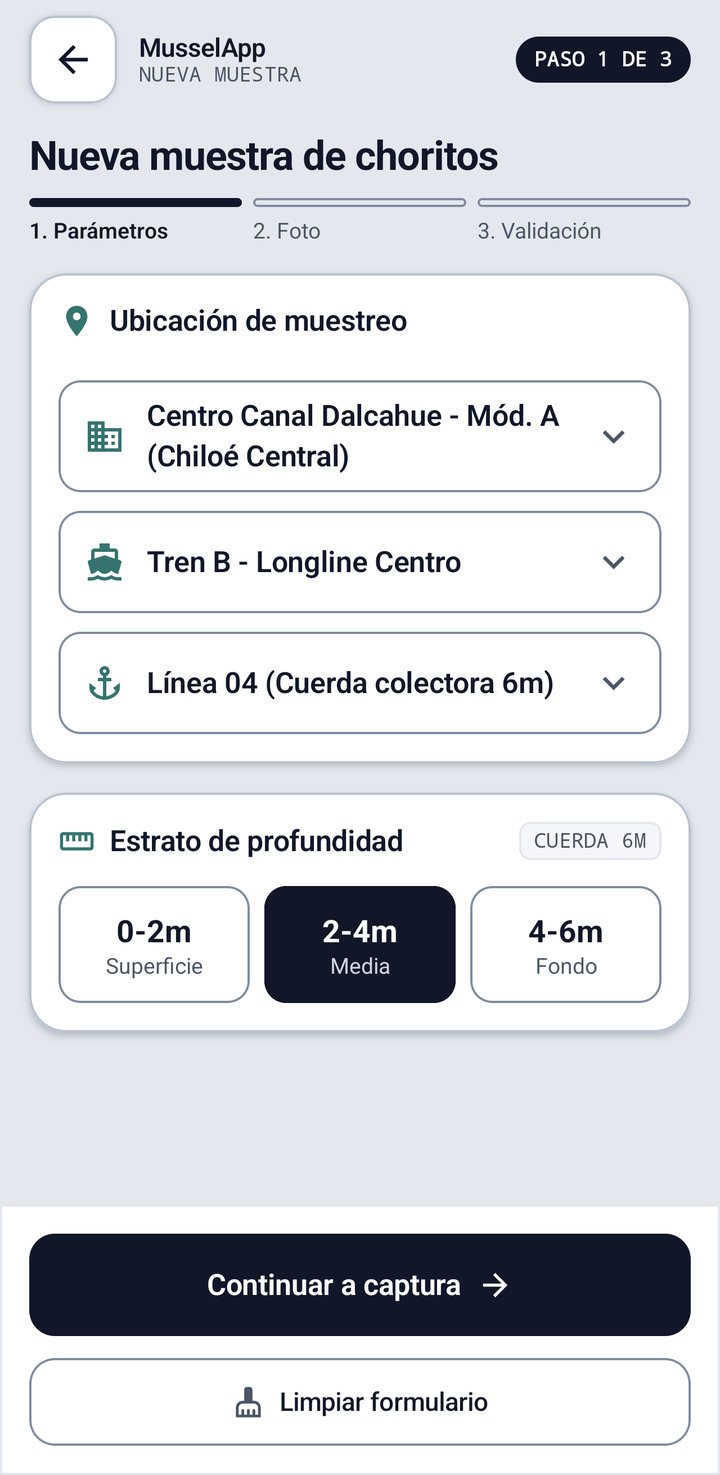 MusselApp
NUEVA MUESTRA
PASO 1 DE 3
Nueva muestra de choritos
1. Parámetros
2. Foto
3. Validación
Ubicación de muestreo
Centro Canal Dalcahue - Mód. A
(Chiloé Central)
Tren B - Longline Centro
Línea 04 (Cuerda colectora 6m)
Estrato de profundidad
CUERDA 6M
0-2m
Superficie
2-4m
Media
4-6m
Fondo
Continuar a captura
Limpiar formulario